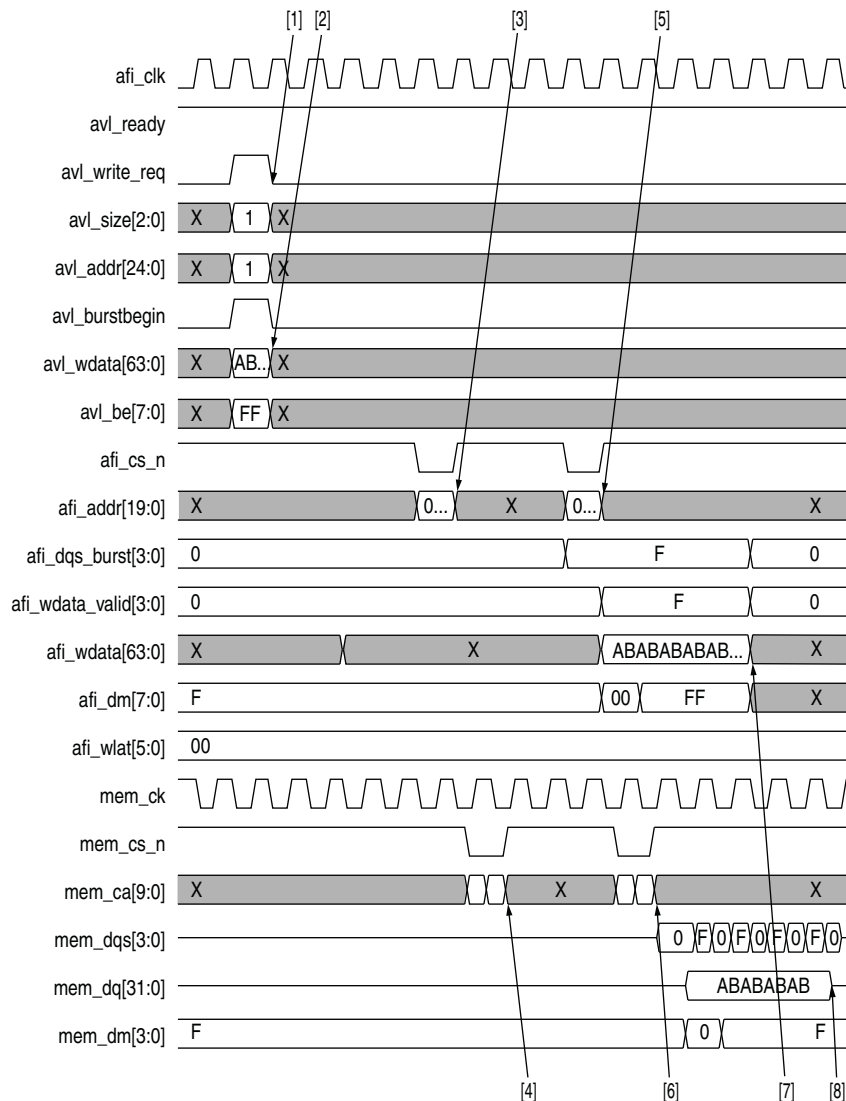 [1] [2] [3] [5]
afi_clk
avl_ready
avl_write_req
avl_size[2:0] X 1 X
avl_addr[24:0] X 1 X
avl_burstbegin
avl_wdata[63:0] X AB... X
avl_be[7:0] X FF X
afi_cs_n
afi_addr[19:0] X 0... X 0... X
afi_dqs_burst[3:0] 0 F 0
afi_wdata_valid[3:0] 0 F 0
afi_wdata[63:0] X X ABABABABAB... X
afi_dm[7:0] F 00 FF X
afi_wlat[5:0] 00
mem_ck
mem_cs_n
mem_ca[9:0] X X X
mem_dqs[3:0] 0 F 0 F 0 F 0 F 0
mem_dq[31:0] ABABABAB
mem_dm[3:0] F 0 F
[4] [6] [7] [8]